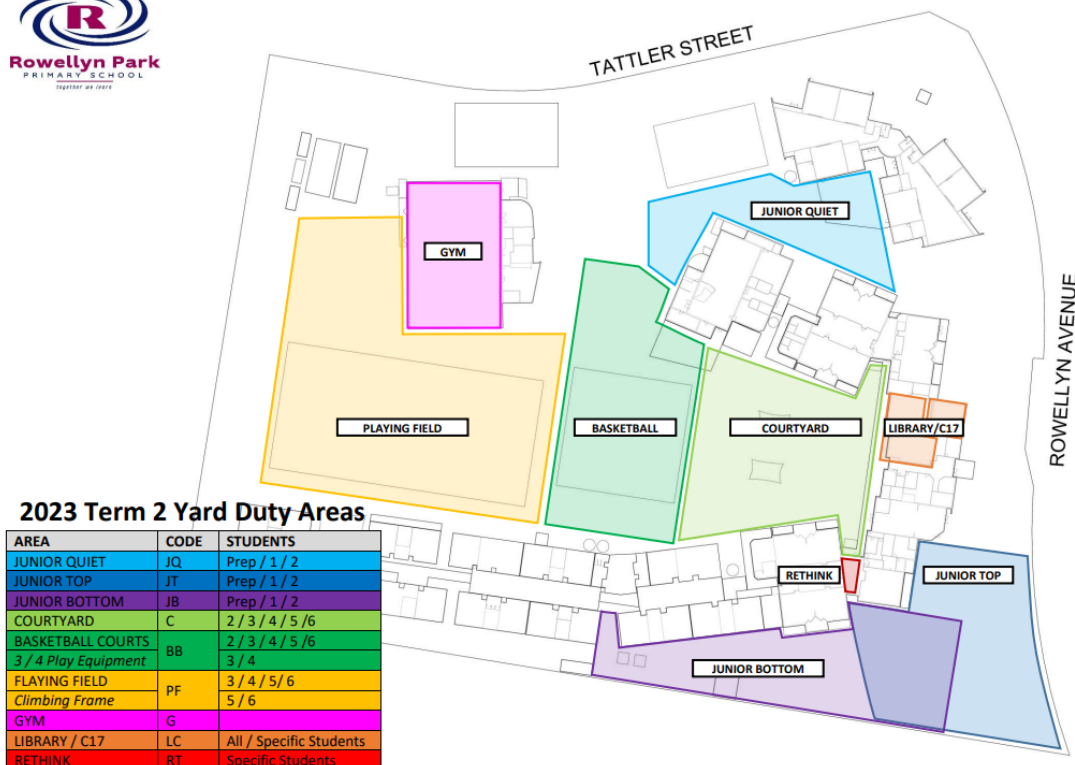 R
Rowellyn Park
PRIMARY SCHOOL
together we learn
TATTLER STREET
ROWELLYN AVENUE
JUNIOR QUIET
GYM
PLAYING FIELD
BASKETBALL
COURTYARD
LIBRARY/C17
RETHINK
JUNIOR TOP
JUNIOR BOTTOM
2023 Term 2 Yard Duty Areas
AREA CODE STUDENTS
JUNIOR QUIET JQ Prep / 1 / 2
JUNIOR TOP JT Prep / 1 / 2
JUNIOR BOTTOM JB Prep / 1 / 2
COURTYARD C 2 / 3 / 4 / 5 /6
BASKETBALL COURTS BB 2 / 3 / 4 / 5 /6
3 / 4 Play Equipment 3 / 4
FLAYING FIELD PF 3 / 4 / 5/ 6
Climbing Frame 5 / 6
GYM G
LIBRARY / C17 LC All / Specific Students
RETHINK RT Specific Students